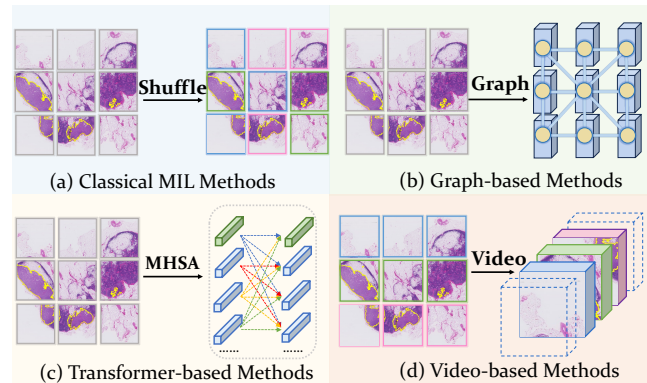 Shuffle
(a) Classical MIL Methods
Graph
(b) Graph-based Methods
MHSA
...... ......
(c) Transformer-based Methods
Video
(d) Video-based Methods